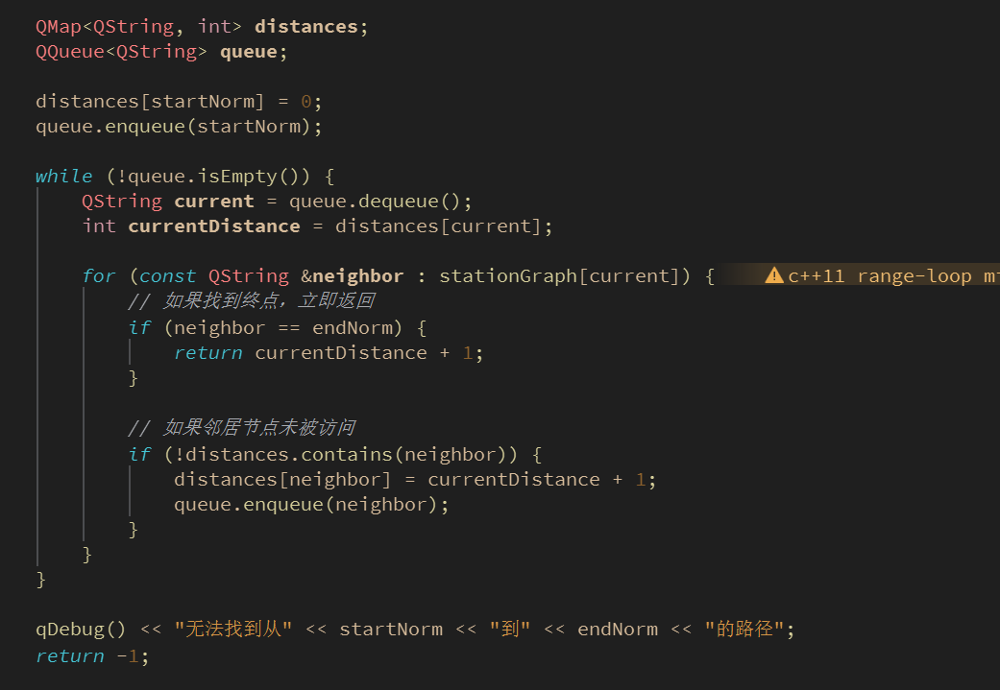 QMap<QString, int> distances;
QQueue<QString> queue;
distances[startNorm] = 0;
queue.enqueue(startNorm);
while (!queue.isEmpty()) {
QString current = queue.dequeue();
int currentDistance = distances[current];
for (const QString &neighbor : stationGraph[current]) { c++11 range-loop mi
// 如果找到终点，立即返回
if (neighbor == endNorm) {
return currentDistance + 1;
}
// 如果邻居节点未被访问
if (!distances.contains(neighbor)) {
distances[neighbor] = currentDistance + 1;
queue.enqueue(neighbor);
}
}
}
qDebug() << "无法找到从" << startNorm << "到" << endNorm << "的路径";
return -1;